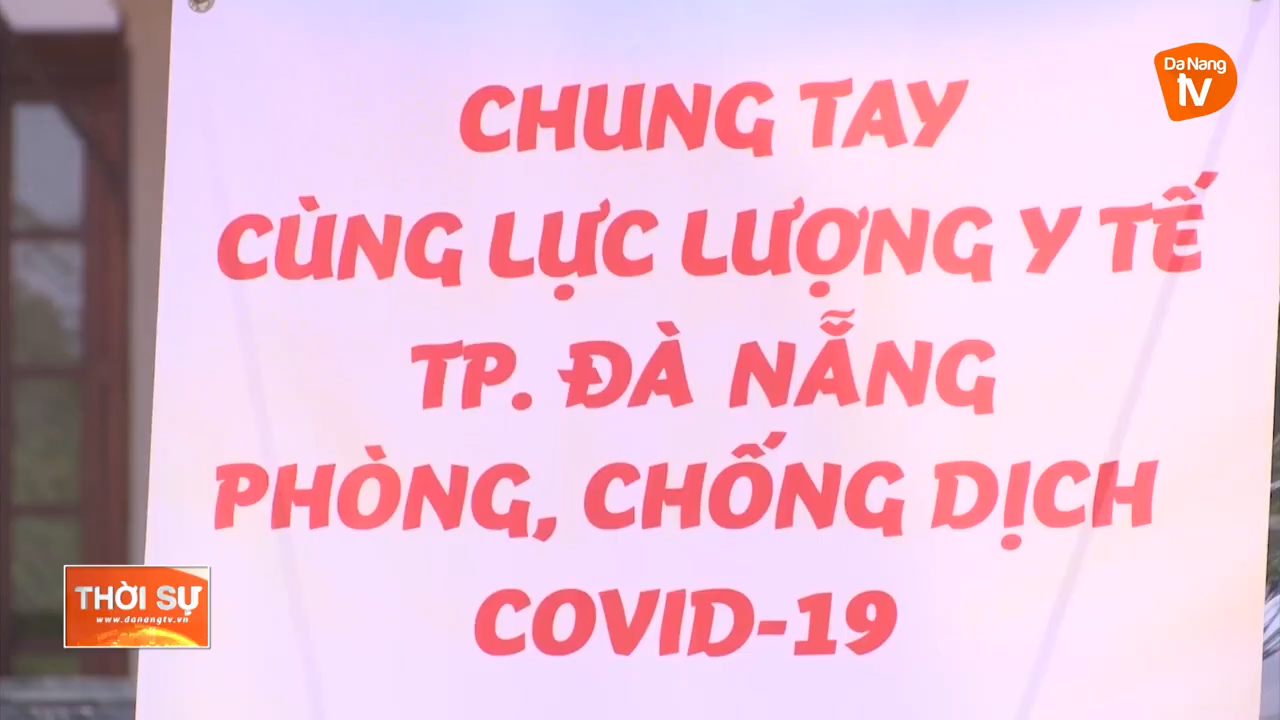 Da Nang
tv
CHUNG TAY
CÙNG LỰC LƯỢNG Y TẾ
TP. ĐÀ NẴNG
PHÒNG, CHỐNG DỊCH
COVID-19
THỜI SỰ
www.danangtv.vn